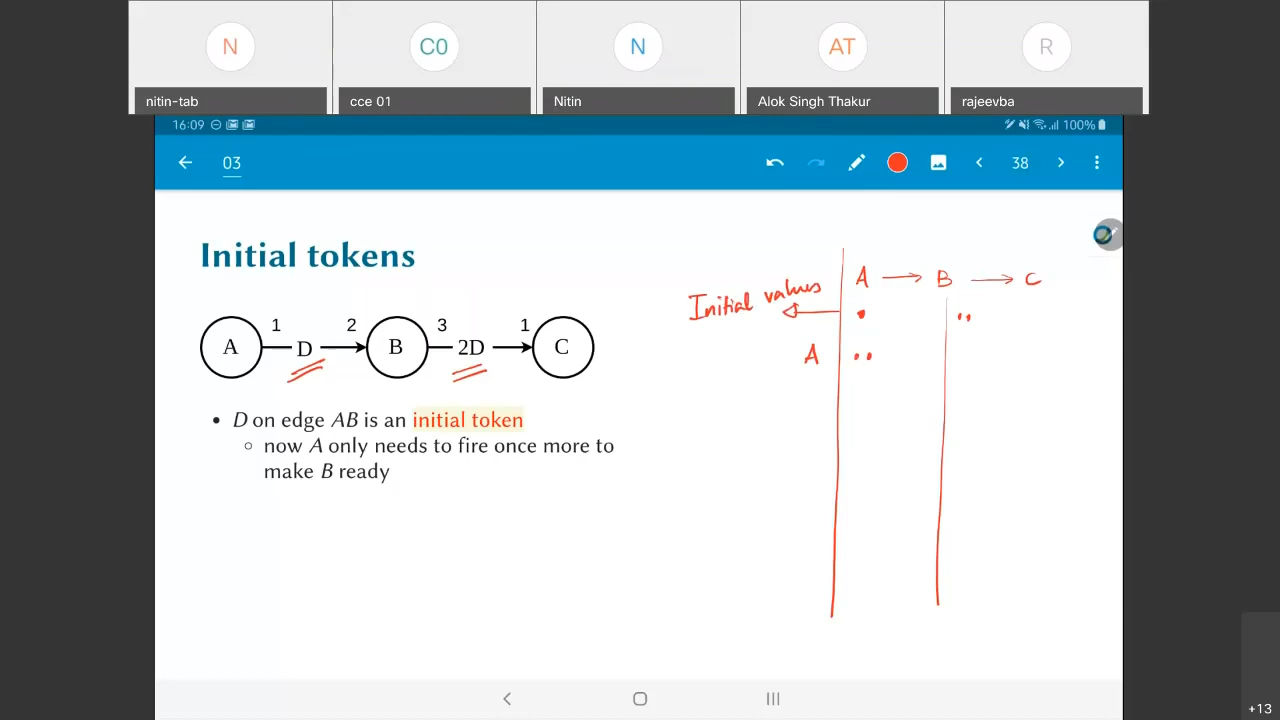 N
C0
N
AT
R
nitin-tab
cce 01
Nitin
Alok Singh Thakur
rajeevba
16:09
100%
03
38
Initial tokens
1
2
3
1
A
D
B
2D
C
A → B → C
Initial values
A
• D on edge AB is an initial token
◦ now A only needs to fire once more to
make B ready
+13